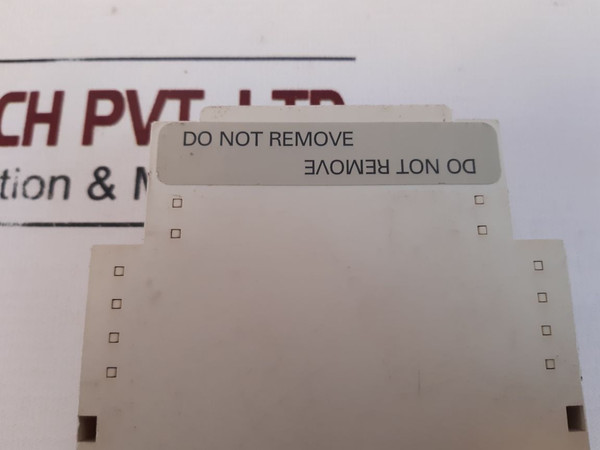 CH PVT. LTD
tion & M
DO NOT REMOVE
DO NOT REMOVE